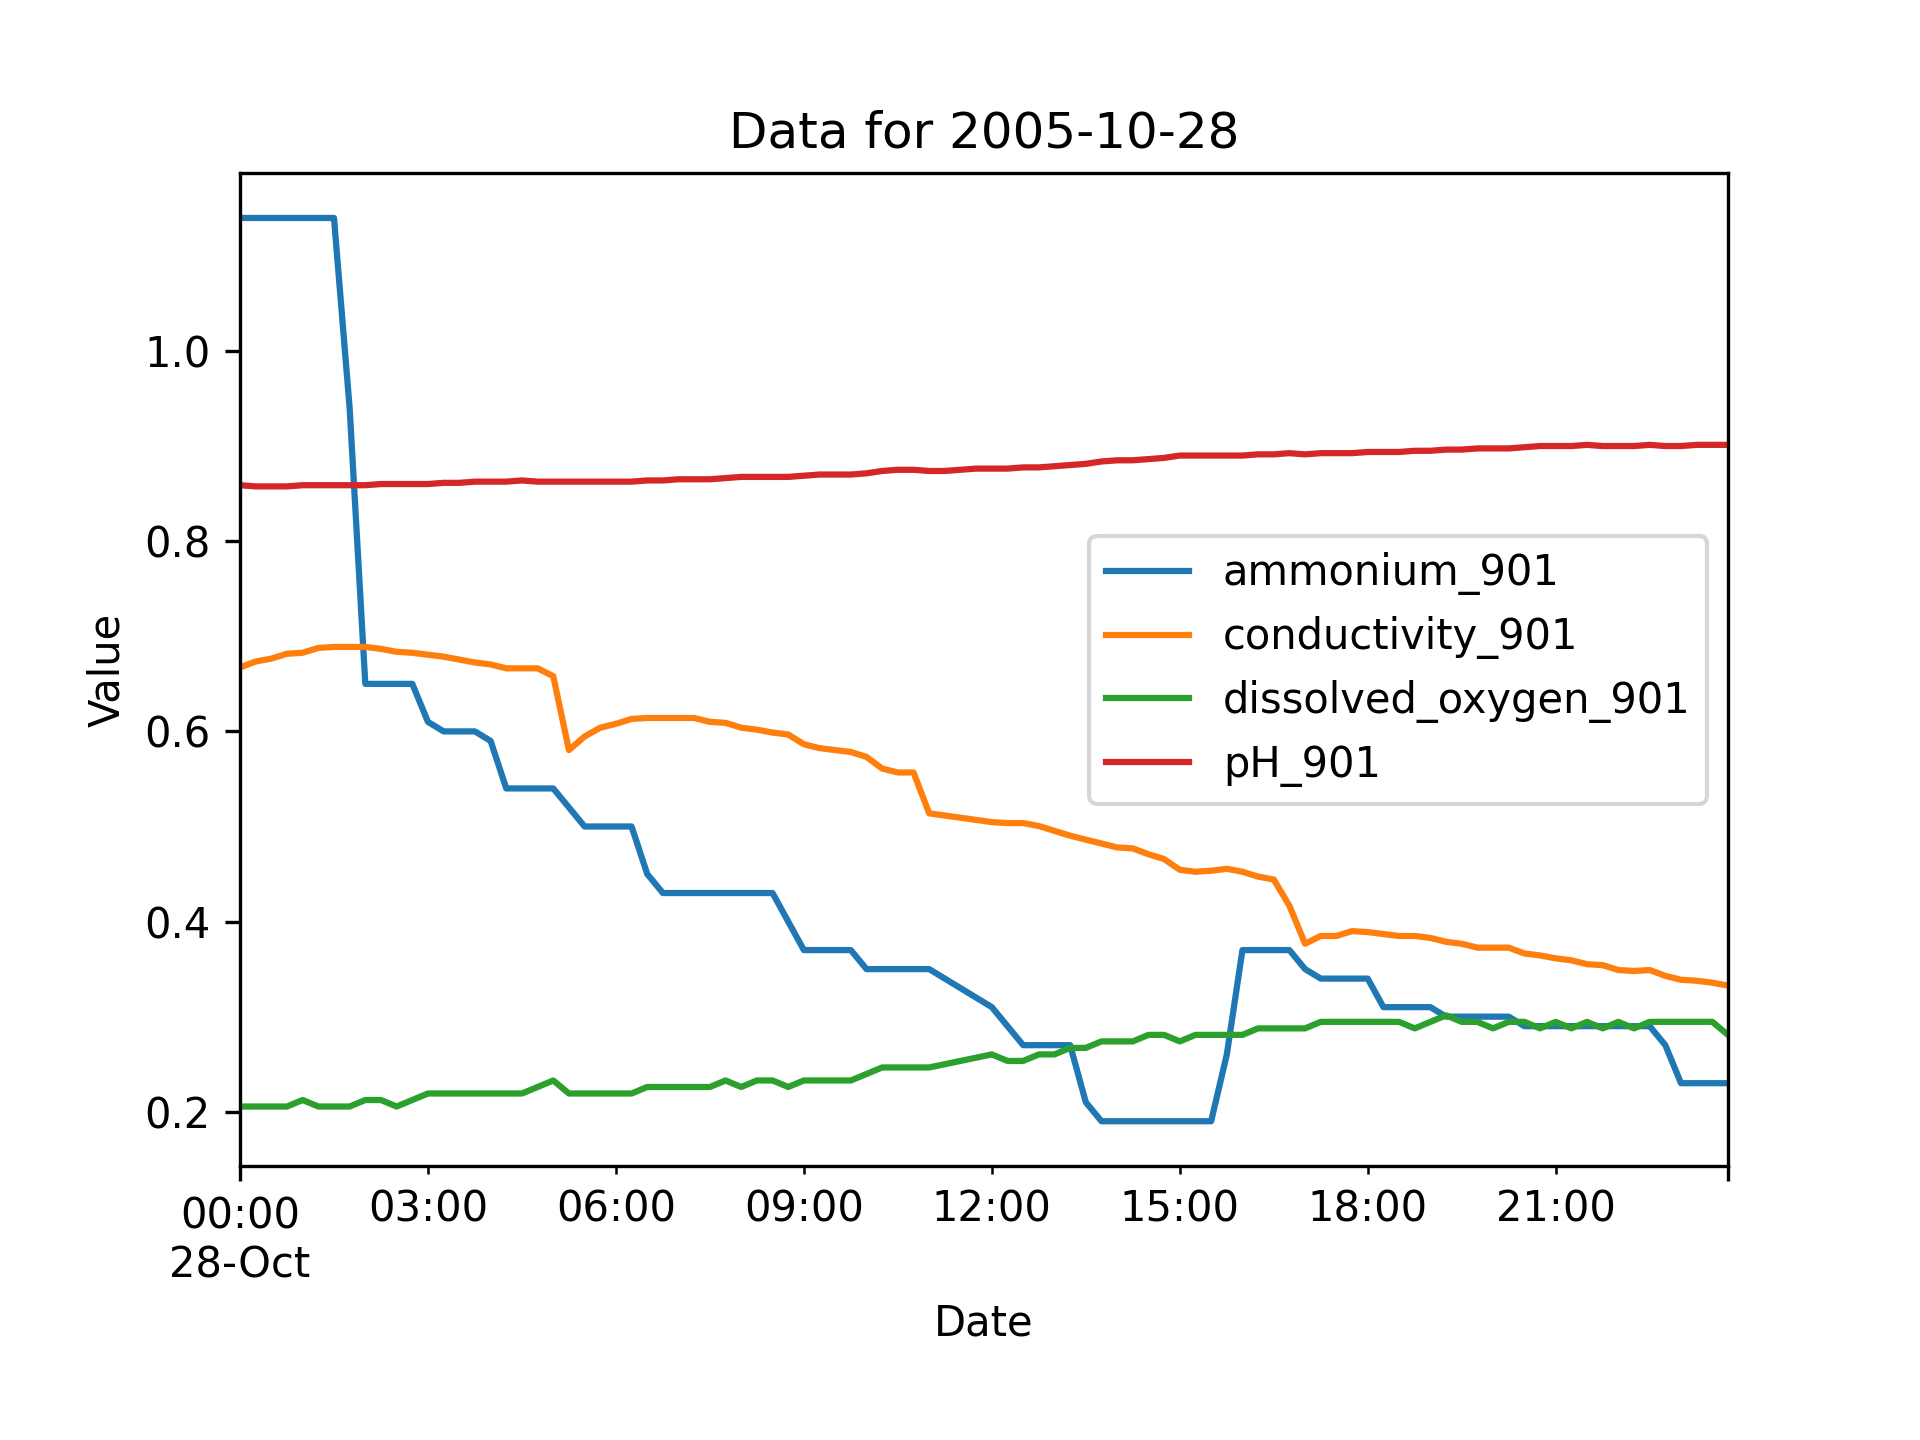 Data for 2005-10-28
1.0
0.8
0.6
0.4
0.2
Value
ammonium_901
conductivity_901
dissolved_oxygen_901
pH_901
00:00 03:00 06:00 09:00 12:00 15:00 18:00 21:00
28-Oct
Date